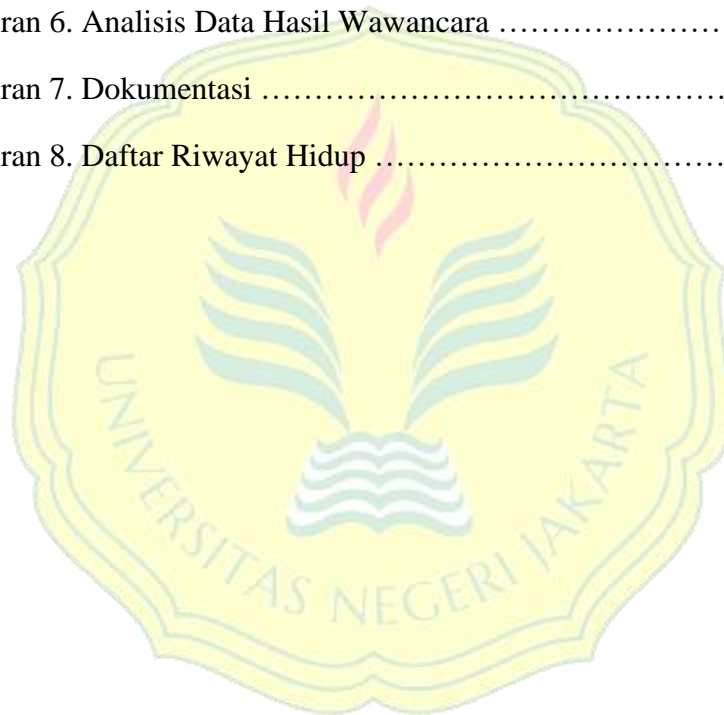 ran 6. Analisis Data Hasil Wawancara …………………
ran 7. Dokumentasi ……………………………….……
ran 8. Daftar Riwayat Hidup ……………………………
UNIVERSITAS NEGERI JAKARTA